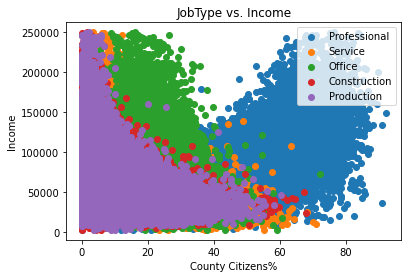 JobType vs. Income
250000
200000
150000
100000
50000
0
Income
0 20 40 60 80
County Citizens%
Professional
Service
Office
Construction
Production